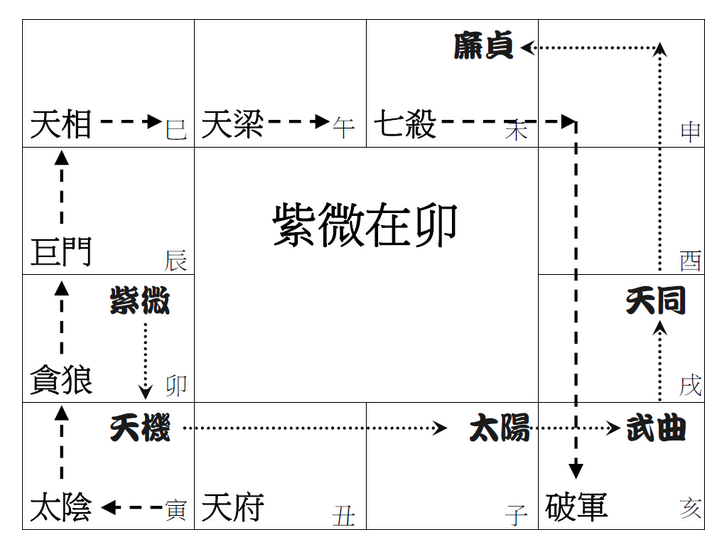 廉貞
申
天相 巳
天梁 午
七殺 未
紫微在卯
巨門 辰
酉
紫微
貪狼 卯
天同
戌
天機
太陽
武曲
太陰 寅
天府 丑
子
破軍 亥